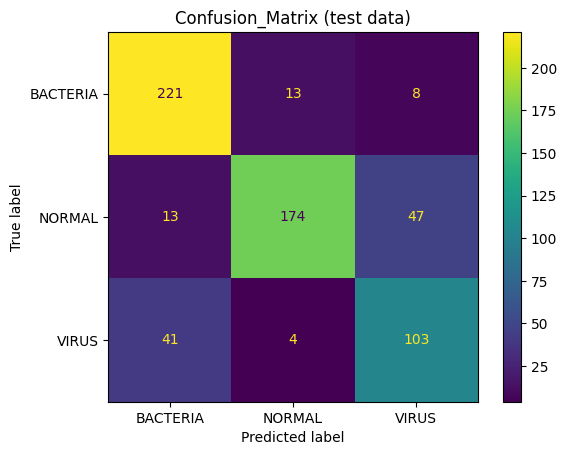 Confusion_Matrix (test data)
BACTERIA 221 13 8
NORMAL 13 174 47
VIRUS 41 4 103
BACTERIA NORMAL VIRUS
Predicted label
True label
200
175
150
125
100
75
50
25